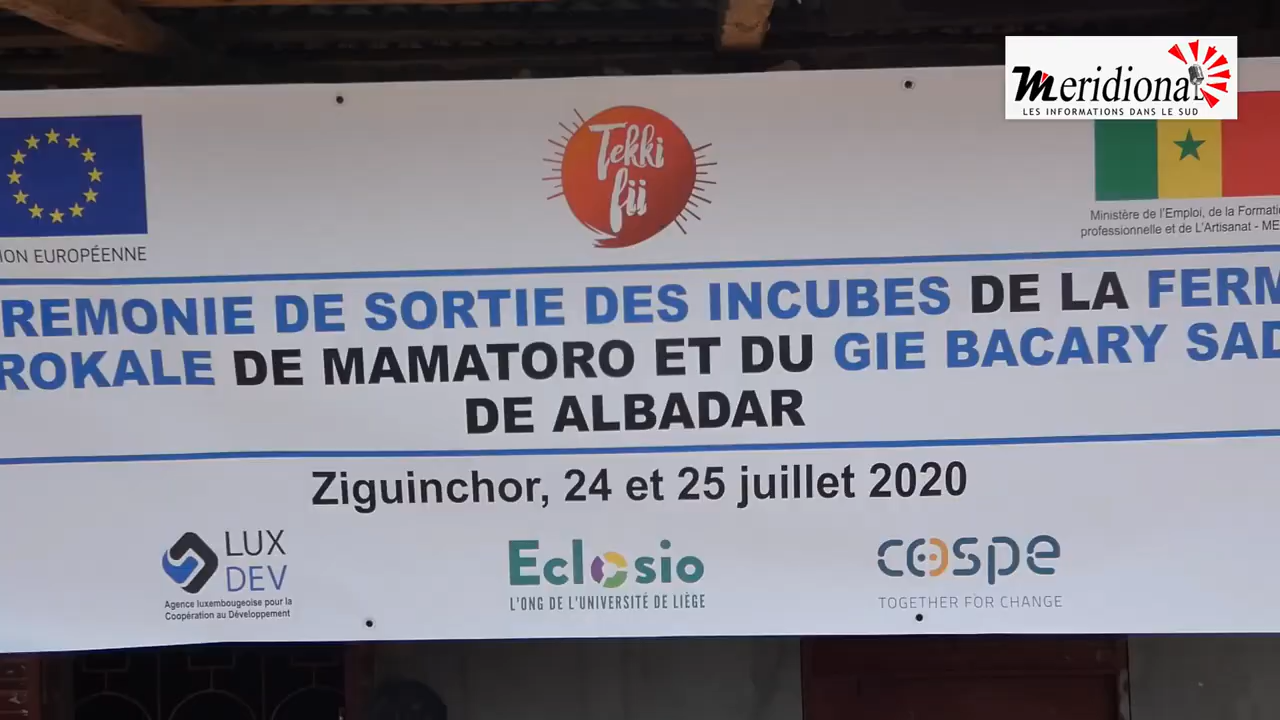 Meridional
LES INFORMATIONS DANS LE SUD
Tekki
fii
ION EUROPÉENNE
Ministère de l'Emploi, de la Formati
professionnelle et de L'Artisanat - ME
REMONIE DE SORTIE DES INCUBES DE LA FERM
ROKALE DE MAMATORO ET DU GIE BACARY SAD
DE ALBADAR
Ziguinchor, 24 et 25 juillet 2020
LUX
DEV
Agence luxembourgeoise pour la
Coopération au Développement
Eclosio
L'ONG DE L'UNIVERSITÉ DE LIÈGE
cospe
TOGETHER FOR CHANGE